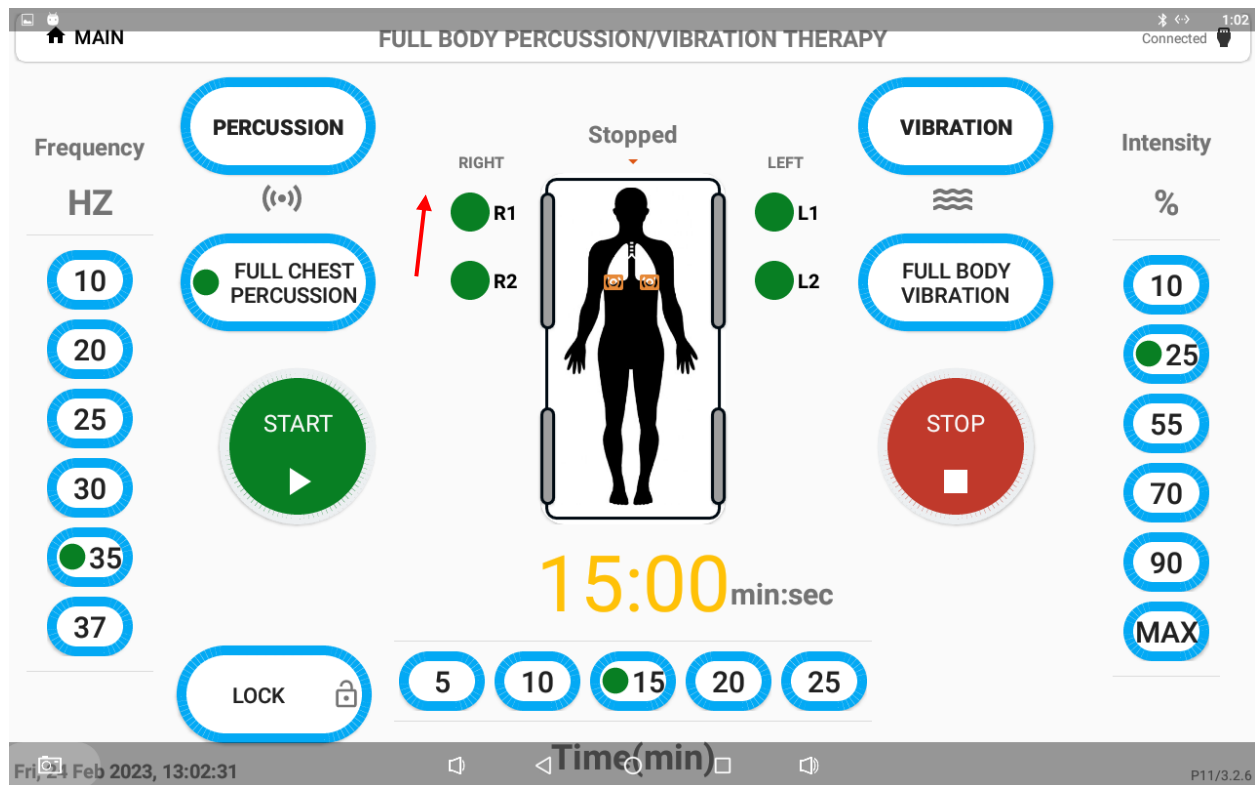 1:02
MAIN
FULL BODY PERCUSSION/VIBRATION THERAPY
Connected
Frequency
HZ
10
20
25
30
35
37
PERCUSSION
FULL CHEST
PERCUSSION
START
LOCK
Stopped
RIGHT
LEFT
R1
L1
R2
L2
15:00 min:sec
5
10
15
20
25
Time(min)
VIBRATION
FULL BODY
VIBRATION
STOP
Intensity
%
10
25
55
70
90
MAX
Fri, 24 Feb 2023, 13:02:31
P11/3.2.6